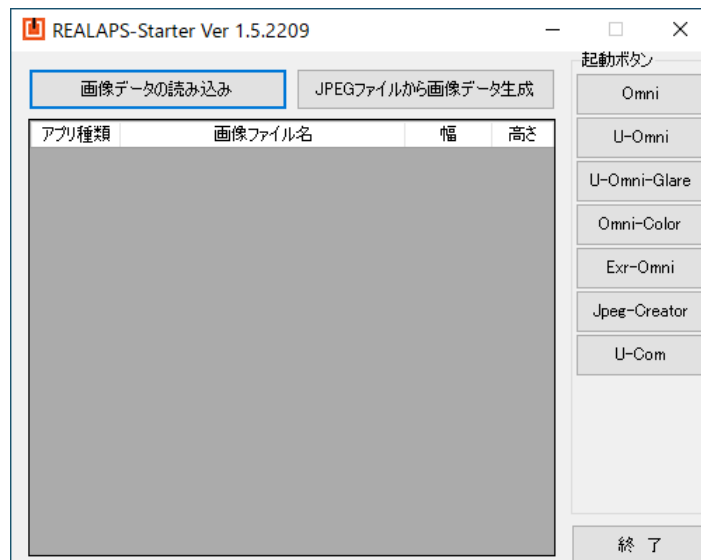 REALAPS-Starter Ver 1.5.2209
画像データの読み込み
JPEGファイルから画像データ生成
アプリ種類 画像ファイル名 幅 高さ
起動ボタン
Omni
U-Omni
U-Omni-Glare
Omni-Color
Exr-Omni
Jpeg-Creator
U-Com
終 了